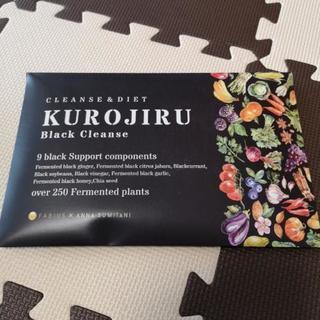 CLEANSE & DIET
KUROJIRU
Black Cleanse
9 black Support components
Fermented black ginger, Fermented black citrus jabara, Blackcurrant,
Black soybeans, Black vinegar, Fermented black garlic,
Fermented black honey, Chia seed
over 250 Fermented plants
FABIUS × ANNA SUMITANI